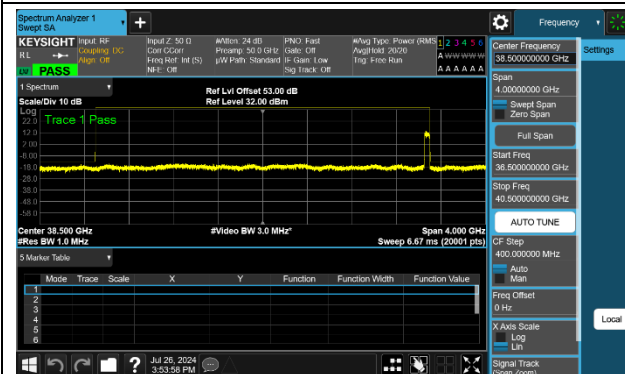 Spectrum Analyzer 1
Swept SA
Frequency
KEYSIGHT Input: RF Input Z: 50 Ω #Atten: 24 dB PNO: Fast #Avg Type: Power (RMS) 1 2 3 4 5 6
RL Coupling: DC Corr CCorr Preamp: 50.0 GHz Gate: Off Avg|Hold: 20/20 A W W W W W
Align: Off Freq Ref: Int (S) µW Path: Standard IF Gain: Low Trig: Free Run
PASS NFE: Off Sig Track: Off A A A A A A
1 Spectrum
Ref Lvl Offset 53.00 dB
Scale/Div 10 dB Ref Level 32.00 dBm
Log
Trace 1 Pass
22.0
12.0
2.00
-8.00
-18.0
-28.0
-38.0
-48.0
-58.0
Center 38.500 GHz #Video BW 3.0 MHz* Span 4.000 GHz
#Res BW 1.0 MHz Sweep 6.67 ms (20001 pts)
5 Marker Table
Mode Trace Scale X Y Function Function Width Function Value
1
2
3
4
5
6
Jul 26, 2024
3:53:58 PM
Center Frequency
38.500000000 GHz
Settings
Span
4.00000000 GHz
Swept Span
Zero Span
Full Span
Start Freq
36.500000000 GHz
Stop Freq
40.500000000 GHz
AUTO TUNE
CF Step
400.000000 MHz
Auto
Man
Freq Offset
0 Hz
X Axis Scale
Log
Lin
Local
Signal Track
(Span Zoom)